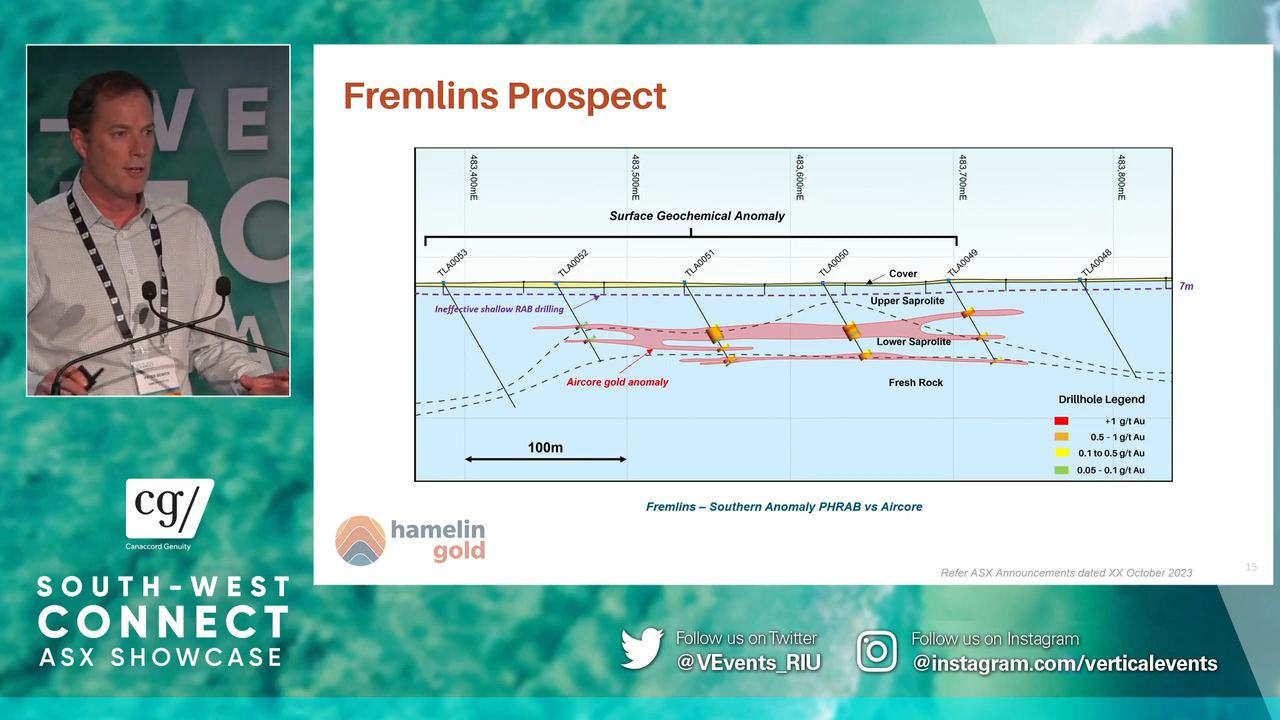 Fremlins Prospect
483,400mE
483,500mE
483,600mE
483,700mE
483,800mE
Surface Geochemical Anomaly
TLA0053
TLA0052
TLA0051
TLA0050
TLA0049
TLA0048
Cover
7m
Upper Saprolite
Ineffective shallow RAB drilling
Lower Saprolite
Aircore gold anomaly
Fresh Rock
Drillhole Legend
+1 g/t Au
0.5 - 1 g/t Au
0.1 to 0.5 g/t Au
0.05 - 0.1 g/t Au
100m
Fremlins – Southern Anomaly PHRAB vs Aircore
hamelin
gold
Refer ASX Announcements dated XX October 2023
15
cg/
Canaccord Genuity
SOUTH-WEST
CONNECT
ASX SHOWCASE
Follow us on Twitter
@VEvents_RIU
Follow us on Instagram
@instagram.com/verticalevents